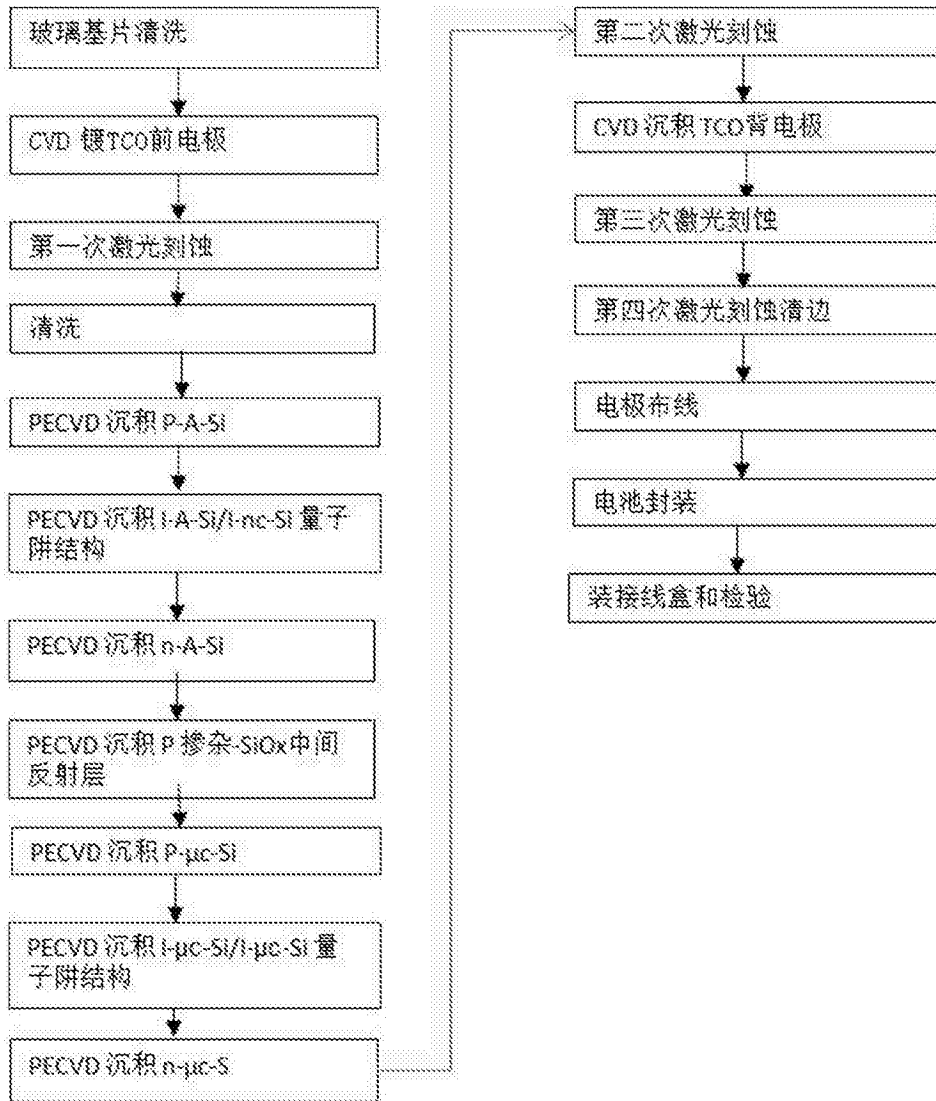 玻璃基片清洗
CVD 镀TCO前电极
第一次激光刻蚀
清洗
PECVD 沉积 P-A-Si
PECVD 沉积 i-A-Si/i-nc-Si 量子
阱结构
PECVD 沉积 n-A-Si
PECVD 沉积 P 掺杂-SiOx中间
反射层
PECVD 沉积 P-μc-Si
PECVD 沉积 i-μc-Si/i-μc-Si 量
子阱结构
PECVD 沉积 n-μc-S
第二次激光刻蚀
CVD 沉积 TCO背电极
第三次激光刻蚀
第四次激光刻蚀清边
电极布线
电池封装
装接线盒和检验